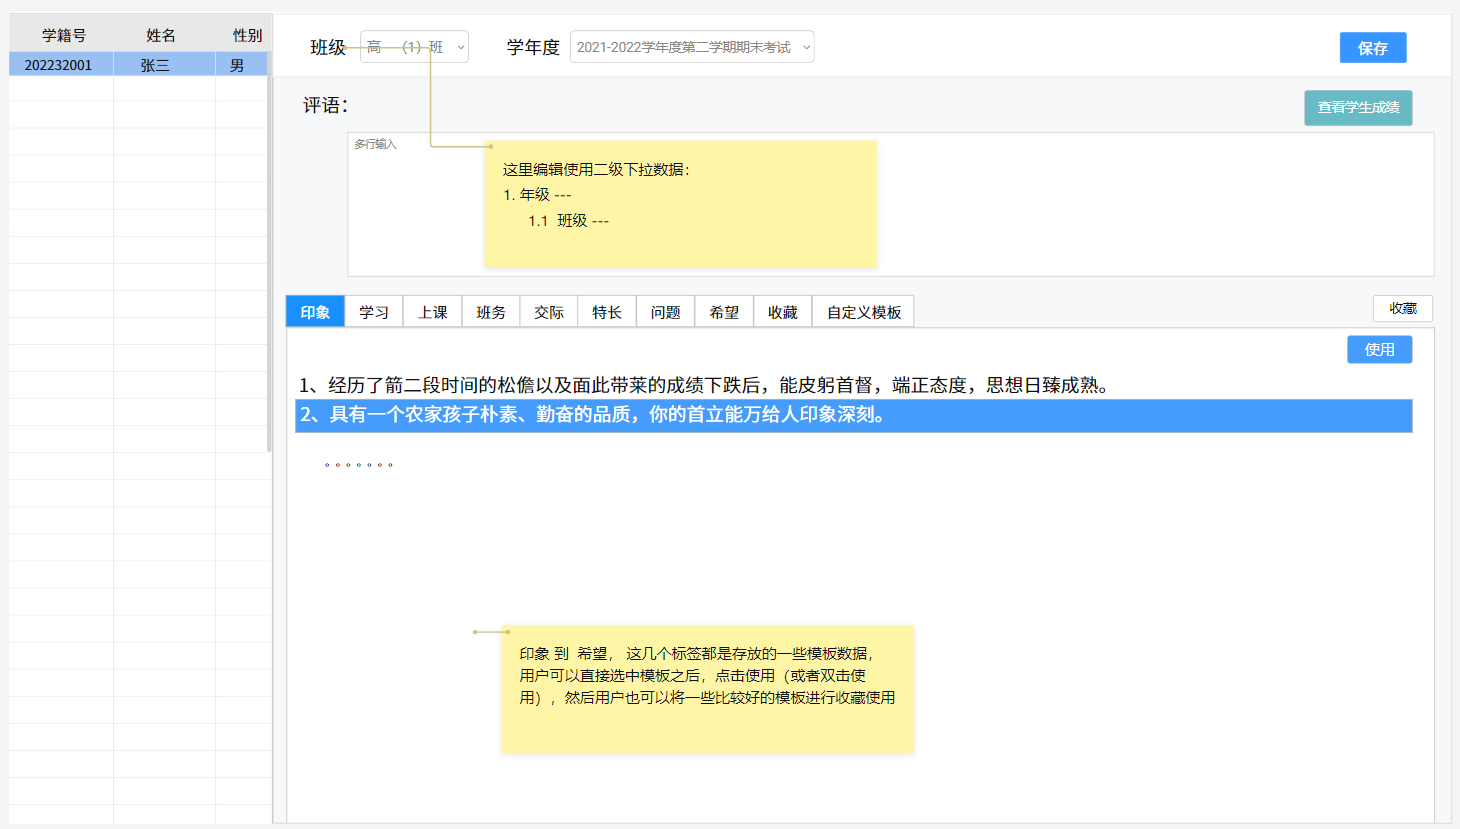 学籍号 姓名 性别
202232001 张三 男
班级 高一（1）班 学年度 2021-2022学年度第二学期期末考试 保存
评语：
查看学生成绩
多行输入
这里编辑使用二级下拉数据：
1. 年级 ---
1.1 班级 ---
印象 学习 上课 班务 交际 特长 问题 希望 收藏 自定义模板 收藏
使用
1、经历了箭二段时间的松儋以及面此带莱的成绩下跌后，能皮躬首督，端正态度，思想日臻成熟。
2、具有一个农家孩子朴素、勤奋的品质，你的首立能万给人印象深刻。
。。。。。。。
印象 到 希望， 这几个标签都是存放的一些模板数据，
用户可以直接选中模板之后，点击使用（或者双击使
用），然后用户也可以将一些比较好的模板进行收藏使用